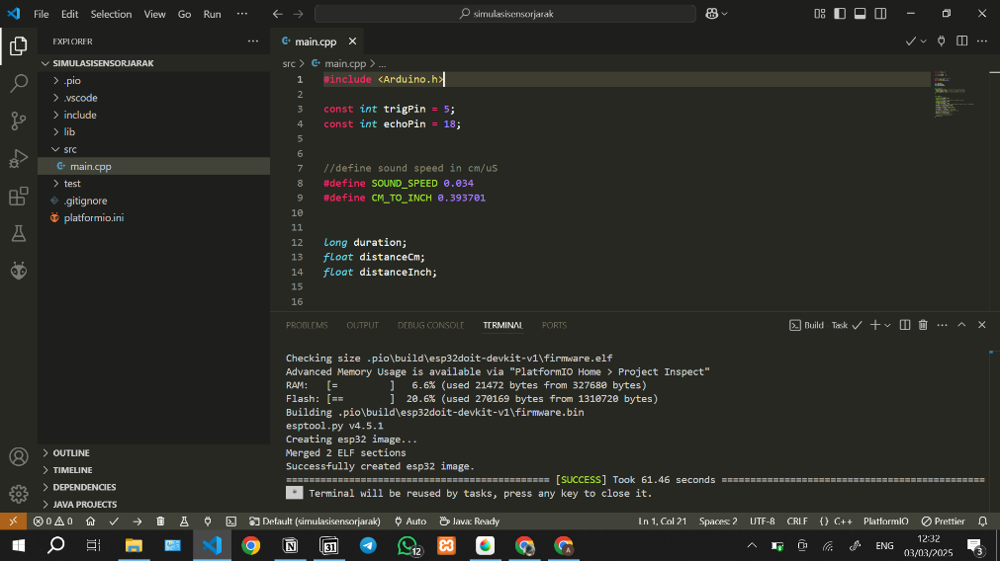 File Edit Selection View Go Run ··· simulasisensorjarak
EXPLORER ···
SIMULASISENSORJARAK
.pio
.vscode
include
lib
src
main.cpp
test
.gitignore
platformio.ini
OUTLINE
TIMELINE
DEPENDENCIES
JAVA PROJECTS
main.cpp
src > main.cpp > ...
1 #include <Arduino.h>
2
3 const int trigPin = 5;
4 const int echoPin = 18;
5
6
7 //define sound speed in cm/uS
8 #define SOUND_SPEED 0.034
9 #define CM_TO_INCH 0.393701
10
11
12 long duration;
13 float distanceCm;
14 float distanceInch;
15
16
PROBLEMS OUTPUT DEBUG CONSOLE TERMINAL PORTS Build Task
Checking size .pio\build\esp32doit-devkit-v1\firmware.elf
Advanced Memory Usage is available via "PlatformIO Home > Project Inspect"
RAM: [= ] 6.6% (used 21472 bytes from 327680 bytes)
Flash: [== ] 20.6% (used 270169 bytes from 1310720 bytes)
Building .pio\build\esp32doit-devkit-v1\firmware.bin
esptool.py v4.5.1
Creating esp32 image...
Merged 2 ELF sections
Successfully created esp32 image.
============================================ [SUCCESS] Took 61.46 seconds ============================================
* Terminal will be reused by tasks, press any key to close it.
0 0 Default (simulasisensorjarak) Auto Java: Ready Ln 1, Col 21 Spaces: 2 UTF-8 CRLF {} C++ PlatformIO Prettier
31 12 ENG 12:32
03/03/2025 3